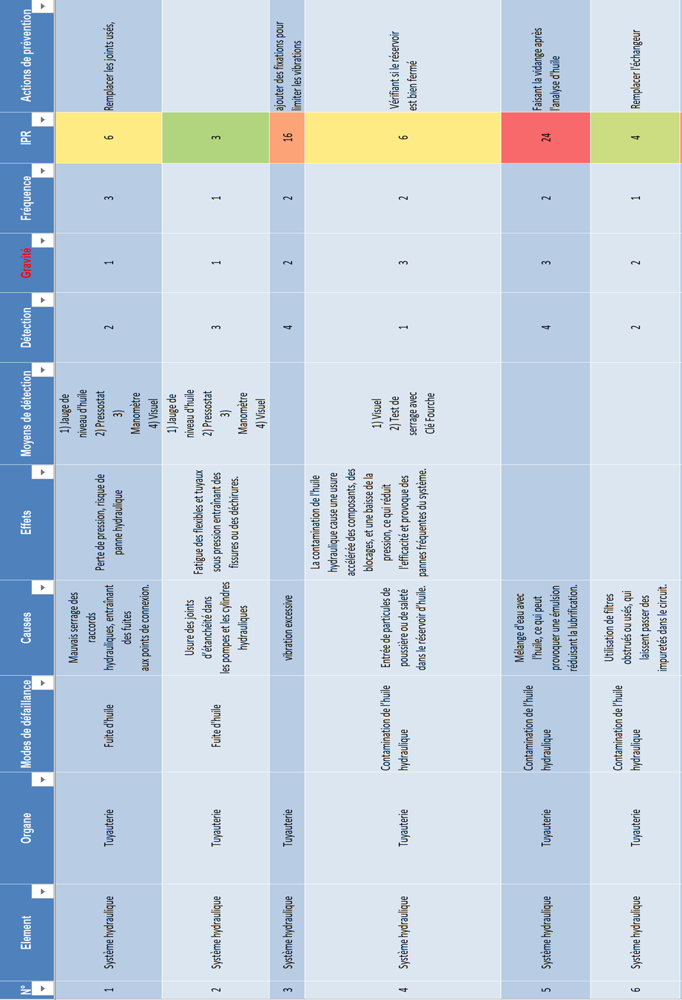 N°
Element
Organe
Modes de défaillance
Causes
Effets
Moyens de détection
Détection
Gravité
Fréquence
IPR
Actions de prévention
1
Système hydraulique
Tuyauterie
Fuite d'huile
Mauvais serrage des
raccords
hydrauliques, entraînant
des fuites
aux points de connexion.
Perte de pression, risque de
panne hydraulique
1) Jauge de
niveau d'huile
2) Pressostat
3)
Manomètre
4) Visuel
2
1
3
6
Remplacer les joints usés,
2
Système hydraulique
Tuyauterie
Fuite d'huile
Usure des joints
d'étanchéité dans
les pompes et les cylindres
hydrauliques
Fatigue des flexibles et tuyaux
sous pression entraînant des
fissures ou des déchirures.
1) Jauge de
niveau d'huile
2) Pressostat
3)
Manomètre
4) Visuel
3
1
1
3
3
Système hydraulique
Tuyauterie
vibration excessive
4
2
2
16
ajouter des fixations pour
limiter les vibrations
4
Système hydraulique
Tuyauterie
Contamination de l'huile
hydraulique
Entrée de particules de
poussière ou de saleté
dans le réservoir d'huile.
La contamination de l'huile
hydraulique cause une usure
accélérée des composants, des
blocages, et une baisse de la
pression, ce qui réduit
l'efficacité et provoque des
pannes fréquentes du système.
1) Visuel
2) Test de
serrage avec
Clé Fourche
1
3
2
6
Vérifiant si le réservoir
est bien fermé
5
Système hydraulique
Tuyauterie
Contamination de l'huile
hydraulique
Mélange d'eau avec
l'huile, ce qui peut
provoquer une émulsion
réduisant la lubrification.
4
3
2
24
Faisant la vidange après
l'analyse d'huile
6
Système hydraulique
Tuyauterie
Contamination de l'huile
hydraulique
Utilisation de filtres
obstrués ou usés, qui
laissent passer des
impuretés dans le circuit.
2
2
1
4
Remplacer l'échangeur